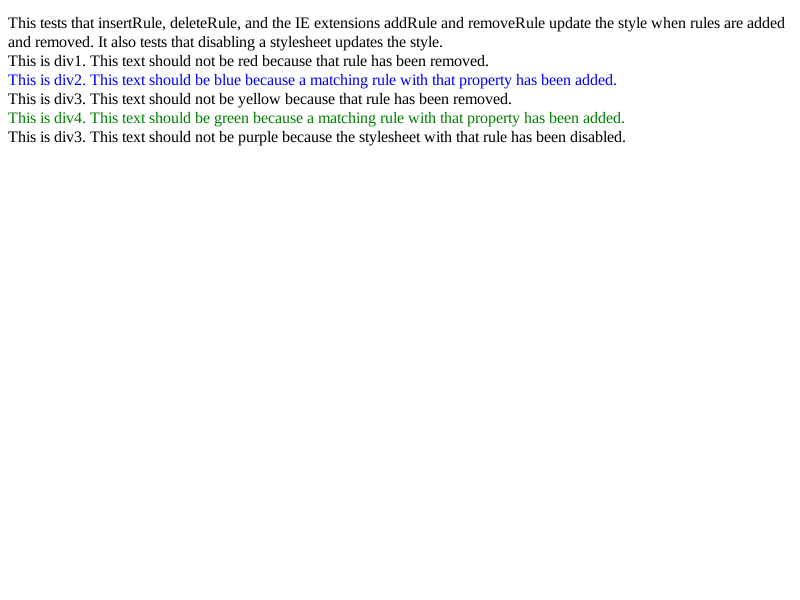 This tests that insertRule, deleteRule, and the IE extensions addRule and removeRule update the style when rules are added
and removed. It also tests that disabling a stylesheet updates the style.
This is div1. This text should not be red because that rule has been removed.
This is div2. This text should be blue because a matching rule with that property has been added.
This is div3. This text should not be yellow because that rule has been removed.
This is div4. This text should be green because a matching rule with that property has been added.
This is div3. This text should not be purple because the stylesheet with that rule has been disabled.